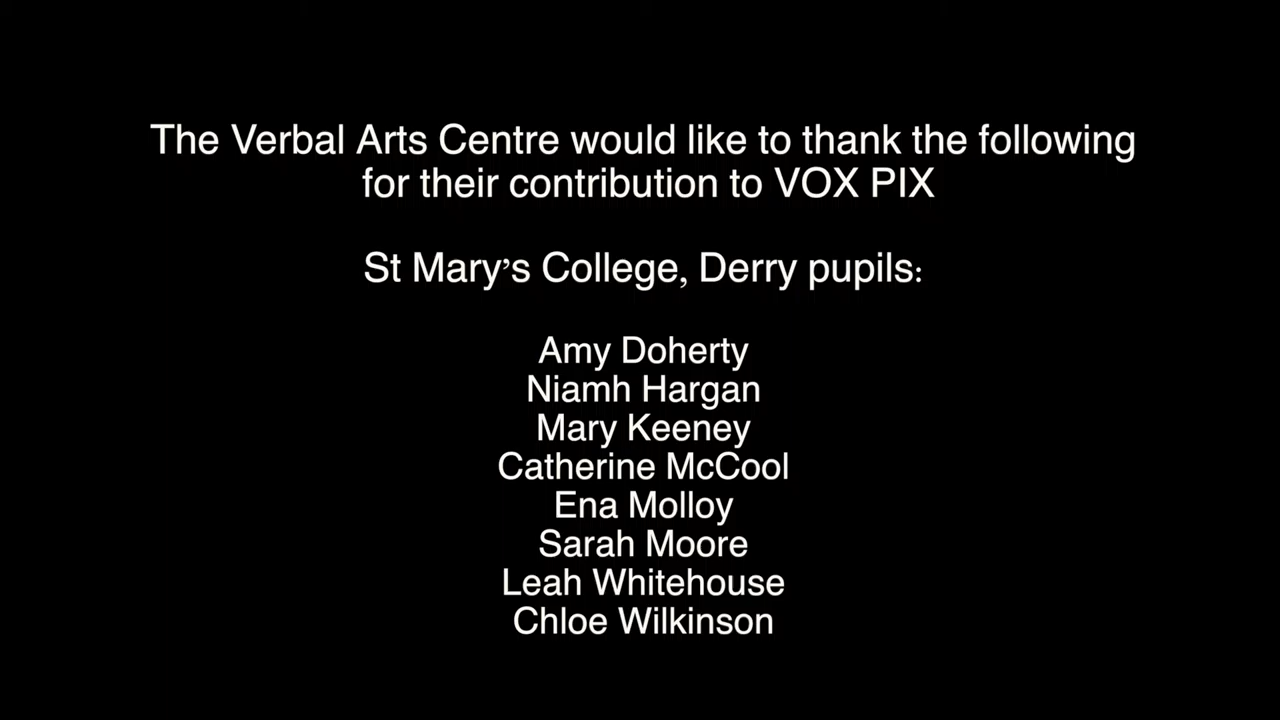 The Verbal Arts Centre would like to thank the following
for their contribution to VOX PIX
St Mary's College, Derry pupils:
Amy Doherty
Niamh Hargan
Mary Keeney
Catherine McCool
Ena Molloy
Sarah Moore
Leah Whitehouse
Chloe Wilkinson